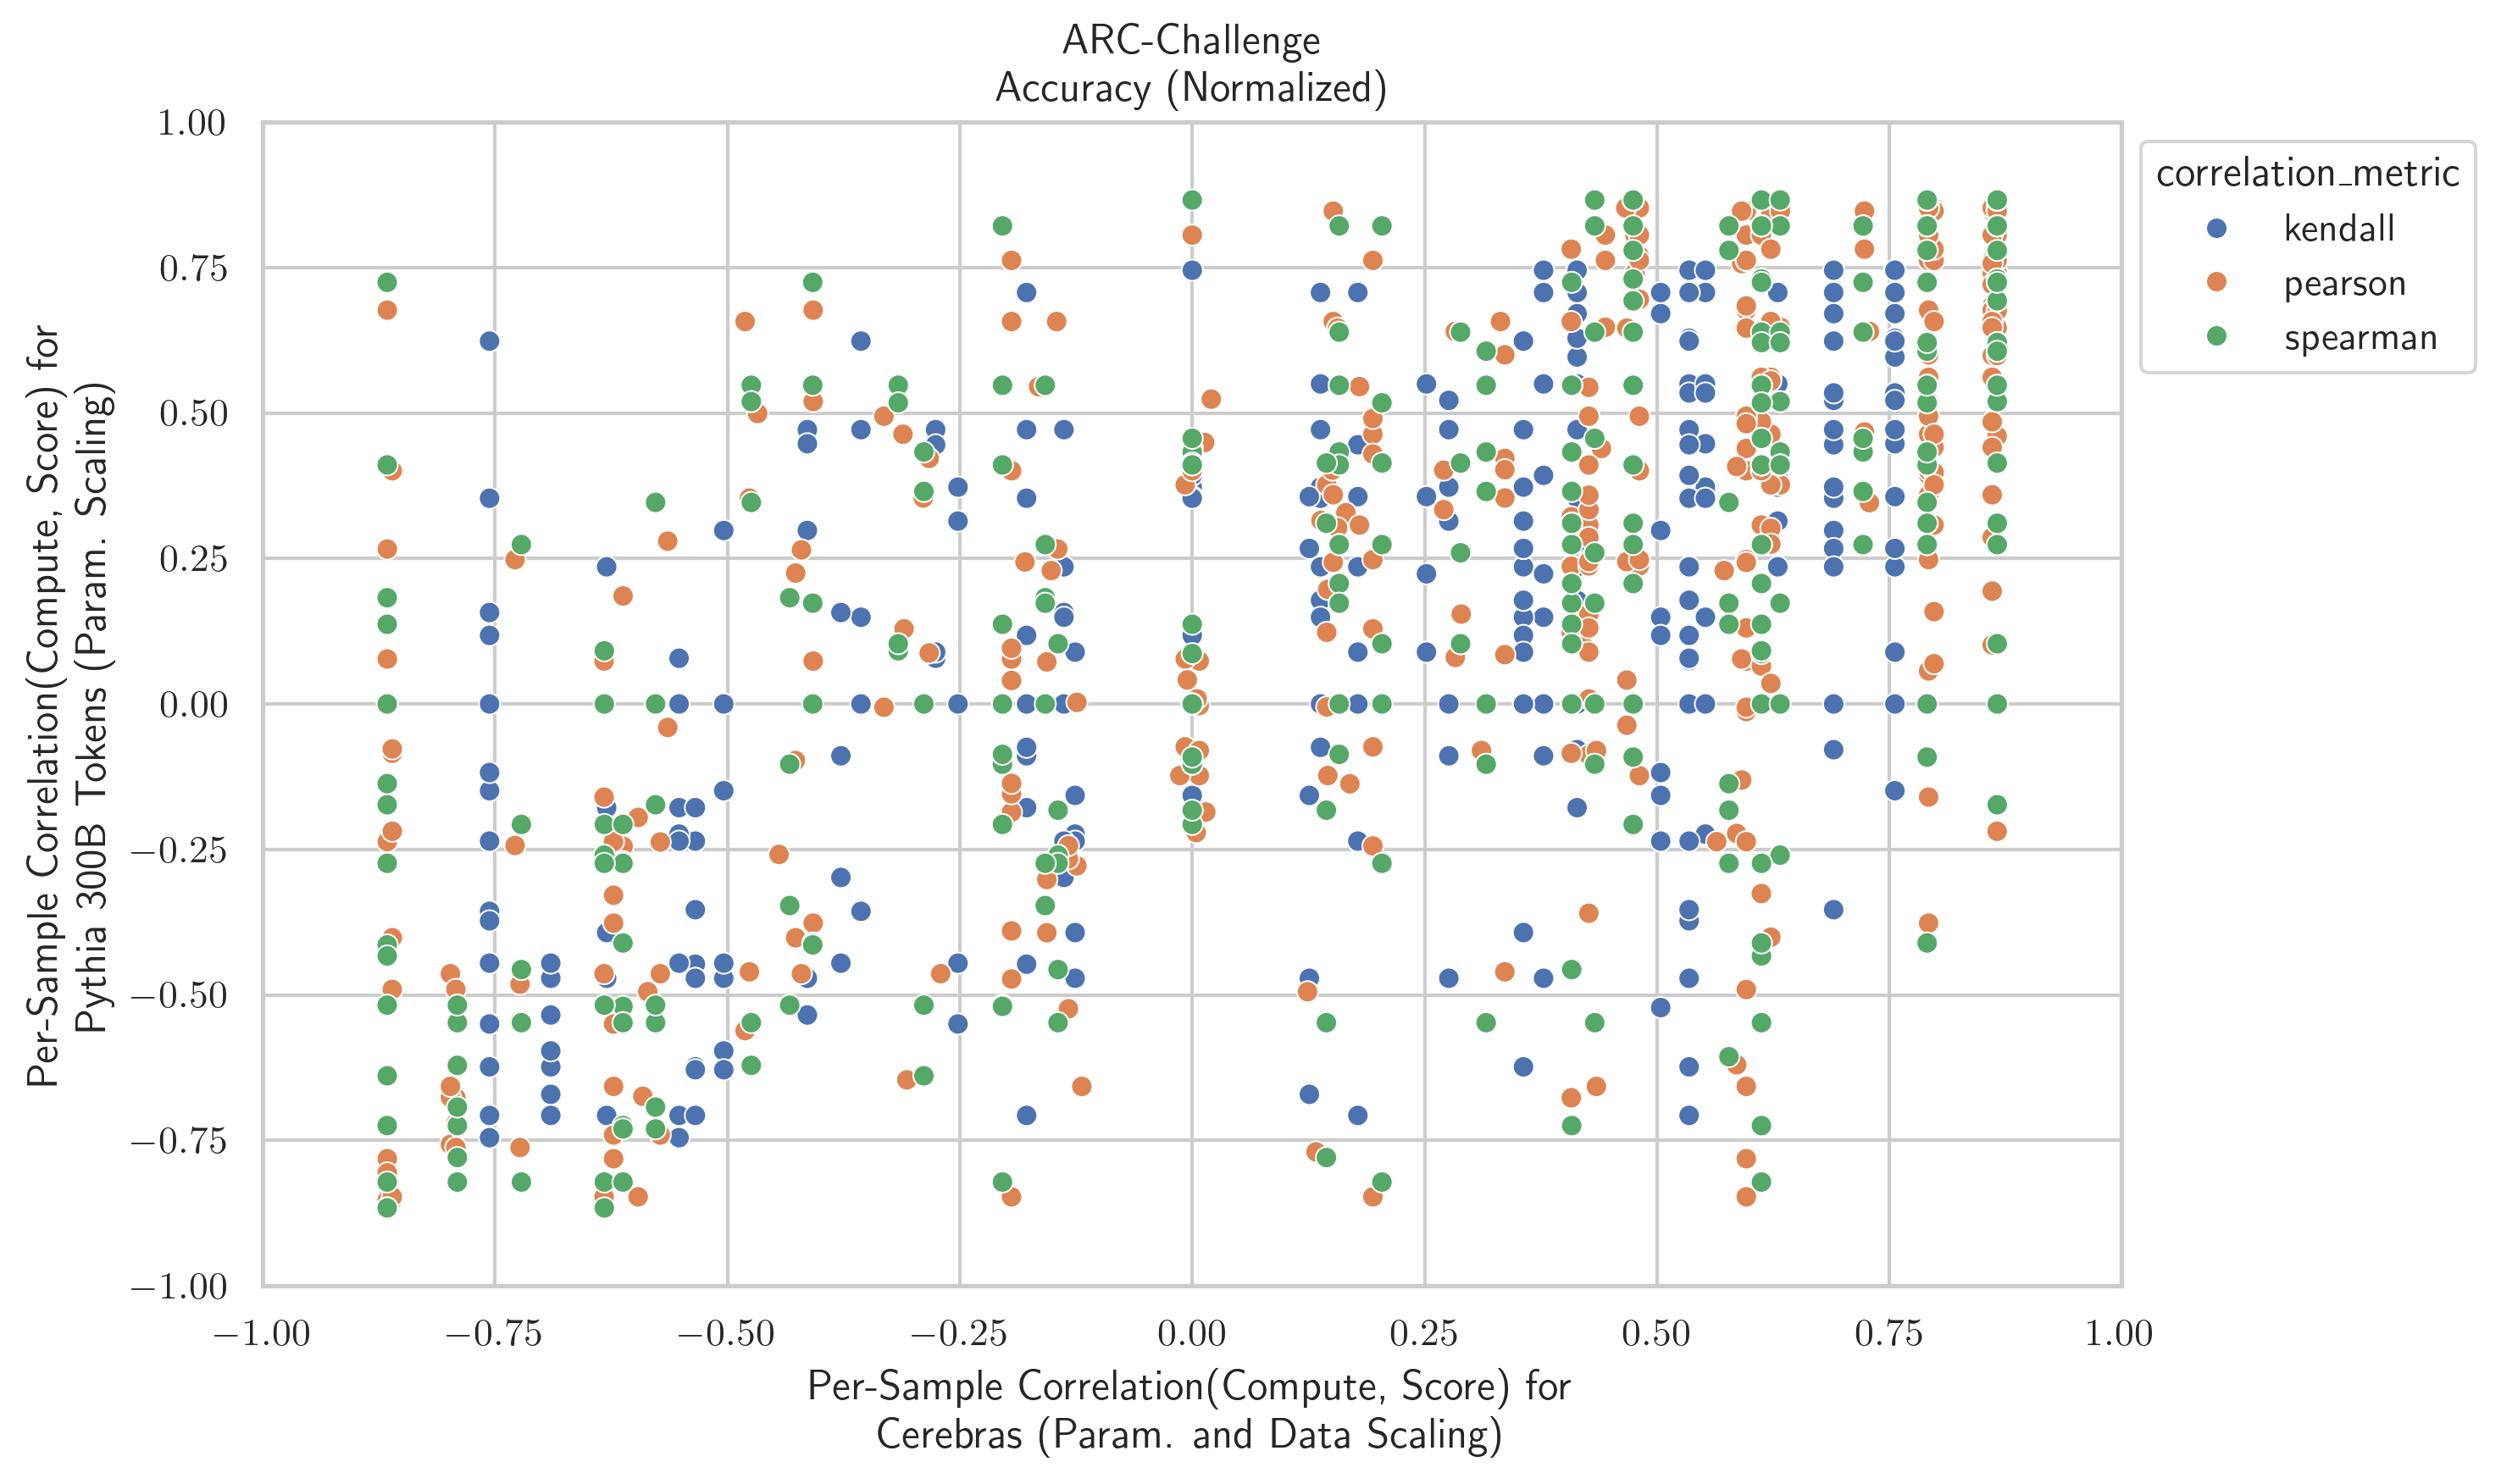 ARC-Challenge
Accuracy (Normalized)
Per-Sample Correlation(Compute, Score) for
Pythia 300B Tokens (Param. Scaling)
1.00
0.75
0.50
0.25
0.00
−0.25
−0.50
−0.75
−1.00
−1.00 −0.75 −0.50 −0.25 0.00 0.25 0.50 0.75 1.00
Per-Sample Correlation(Compute, Score) for
Cerebras (Param. and Data Scaling)
correlation_metric
kendall
pearson
spearman